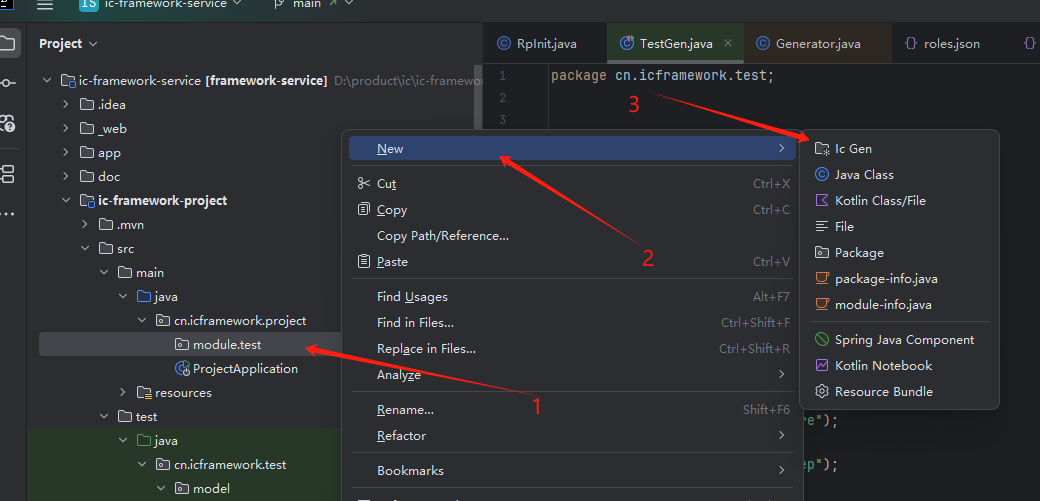 IS ic-framework-service main
Project
RpInit.java TestGen.java Generator.java roles.json
ic-framework-service [framework-service] D:\product\ic\ic-framewo
.idea
_web
app
doc
ic-framework-project
.mvn
src
main
java
cn.icframework.project
module.test
ProjectApplication
resources
test
java
cn.icframework.test
model
1 package cn.icframework.test;
2
3
3
New
Cut Ctrl+X
Copy Ctrl+C
Copy Path/Reference...
Paste Ctrl+V
Find Usages Alt+F7
Find in Files... Ctrl+Shift+F
Replace in Files... Ctrl+Shift+R
Analyze
Rename... Shift+F6
Refactor
Bookmarks
2
1
Ic Gen
Java Class
Kotlin Class/File
File
Package
package-info.java
module-info.java
Spring Java Component
Kotlin Notebook
Resource Bundle
e");
ep");